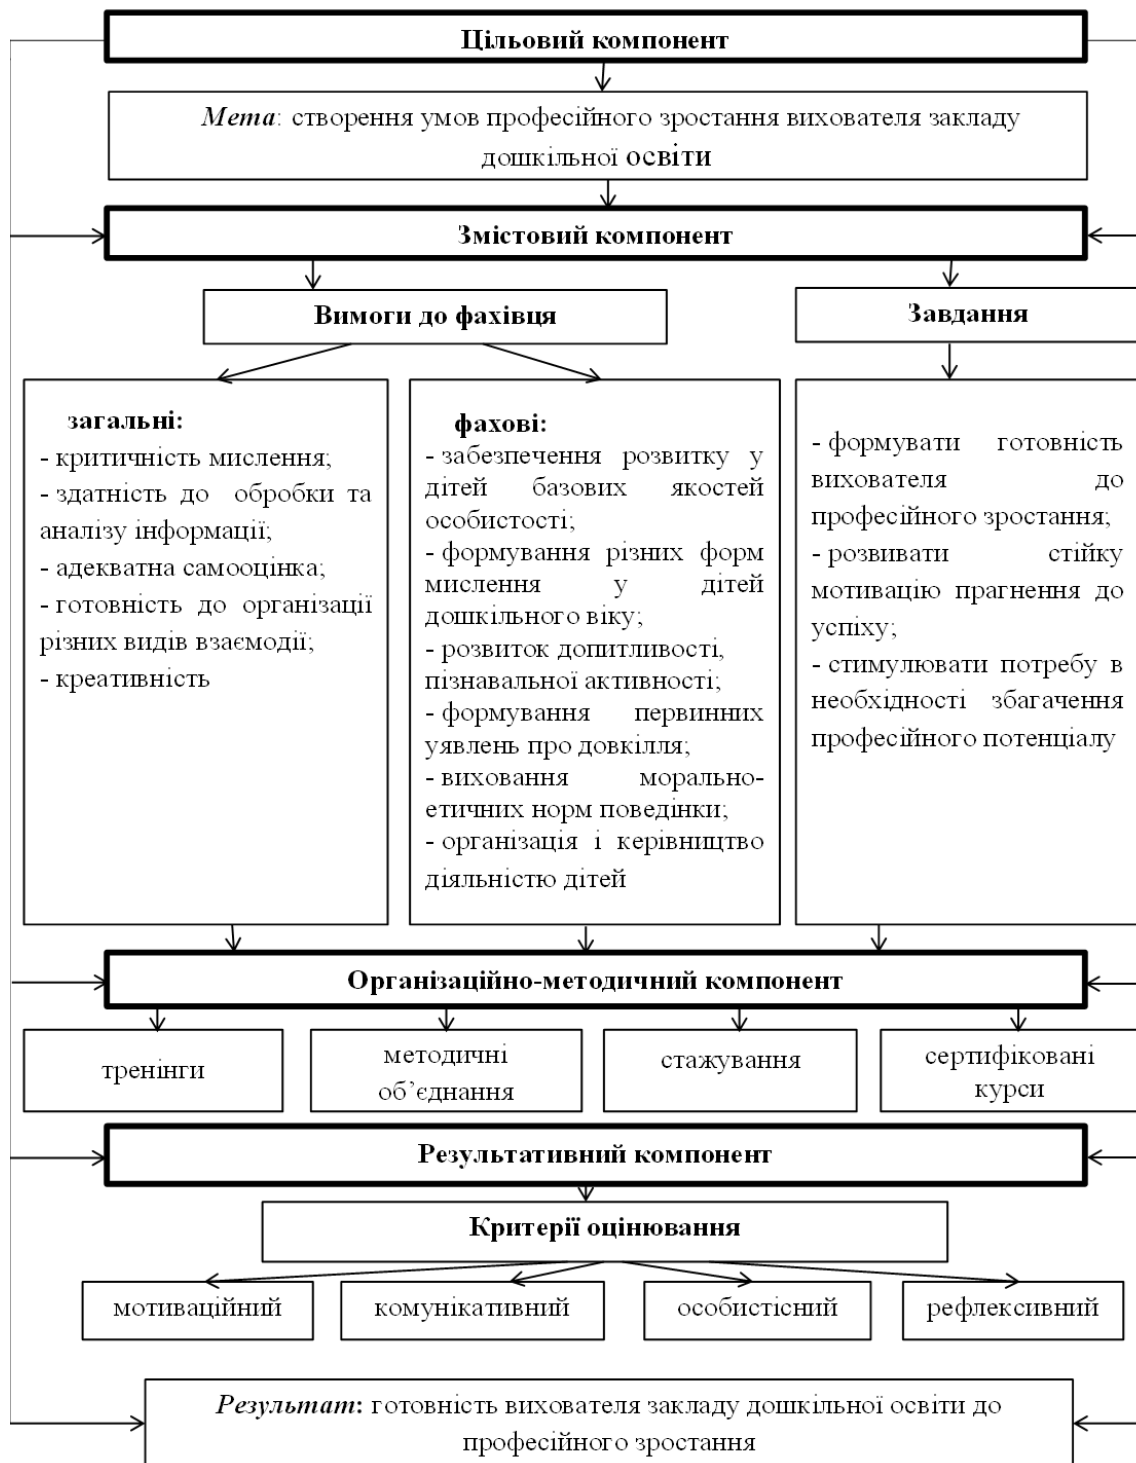 Цільовий компонент
Мета: створення умов професійного зростання вихователя закладу
дошкільної освіти
Змістовий компонент
Вимоги до фахівця
Завдання
загальні:
- критичність мислення;
- здатність до обробки та
аналізу інформації;
- адекватна самооцінка;
- готовність до організації
різних видів взаємодії;
- креативність
фахові:
- забезпечення розвитку у
дітей базових якостей
особистості;
- формування різних форм
мислення у дітей
дошкільного віку;
- розвиток допитливості,
пізнавальної активності;
- формування первинних
уявлень про довкілля;
- виховання морально-
етичних норм поведінки;
- організація і керівництво
діяльністю дітей
- формувати готовність
вихователя до
професійного зростання;
- розвивати стійку
мотивацію прагнення до
успіху;
- стимулювати потребу в
необхідності збагачення
професійного потенціалу
Організаційно-методичний компонент
тренінги
методичні
об’єднання
стажування
сертифіковані
курси
Результативний компонент
Критерії оцінювання
мотиваційний
комунікативний
особистісний
рефлексивний
Результат: готовність вихователя закладу дошкільної освіти до
професійного зростання